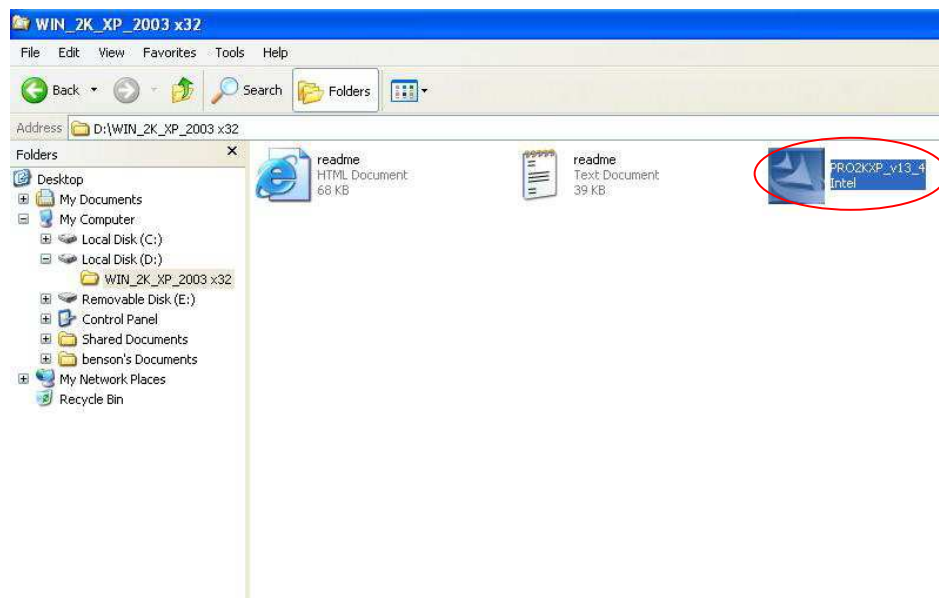 WIN_2K_XP_2003 x32
File Edit View Favorites Tools Help
Back Search Folders
Address D:\WIN_2K_XP_2003 x32
Folders
Desktop
My Documents
My Computer
Local Disk (C:)
Local Disk (D:)
WIN_2K_XP_2003 x32
Removable Disk (E:)
Control Panel
Shared Documents
benson's Documents
My Network Places
Recycle Bin
readme
HTML Document
68 KB
readme
Text Document
39 KB
PRO2KXP_v13_4
Intel